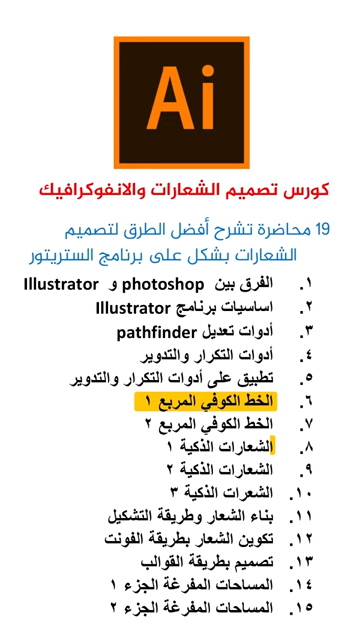 Ai
كورس تصميم الشعارات والانفوكرافيك
19 محاضرة تشرح أفضل الطرق لتصميم
الشعارات بشكل على برنامج الستريتور
١. الفرق بين photoshop و Illustrator
٢. اساسيات برنامج Illustrator
٣. أدوات تعديل pathfinder
٤. أدوات التكرار والتدوير
٥. تطبيق على أدوات التكرار والتدوير
٦. الخط الكوفي المربع ١
٧. الخط الكوفي المربع ٢
٨. الشعارات الذكية ١
٩. الشعارات الذكية ٢
١٠. الشعرات الذكية ٣
١١. بناء الشعار وطريقة التشكيل
١٢. تكوين الشعار بطريقة الفونت
١٣. تصميم بطريقة القوالب
١٤. المساحات المفرغة الجزء ١
١٥. المساحات المفرغة الجزء ٢